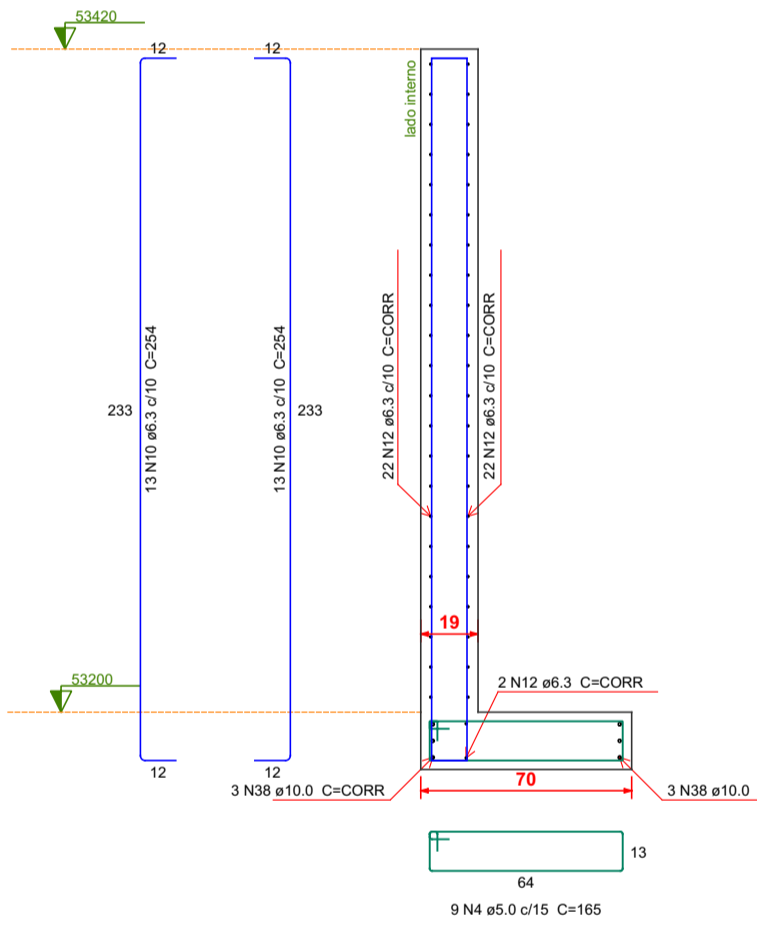 53420
12
12
lado interno
13 N10 ø6.3 c/10 C=254
233
13 N10 ø6.3 c/10 C=254
233
22 N12 ø6.3 c/10 C=CORR
22 N12 ø6.3 c/10 C=CORR
19
53200
2 N12 ø6.3 C=CORR
12
12
3 N38 ø10.0 C=CORR
70
3 N38 ø10.0
13
64
9 N4 ø5.0 c/15 C=165